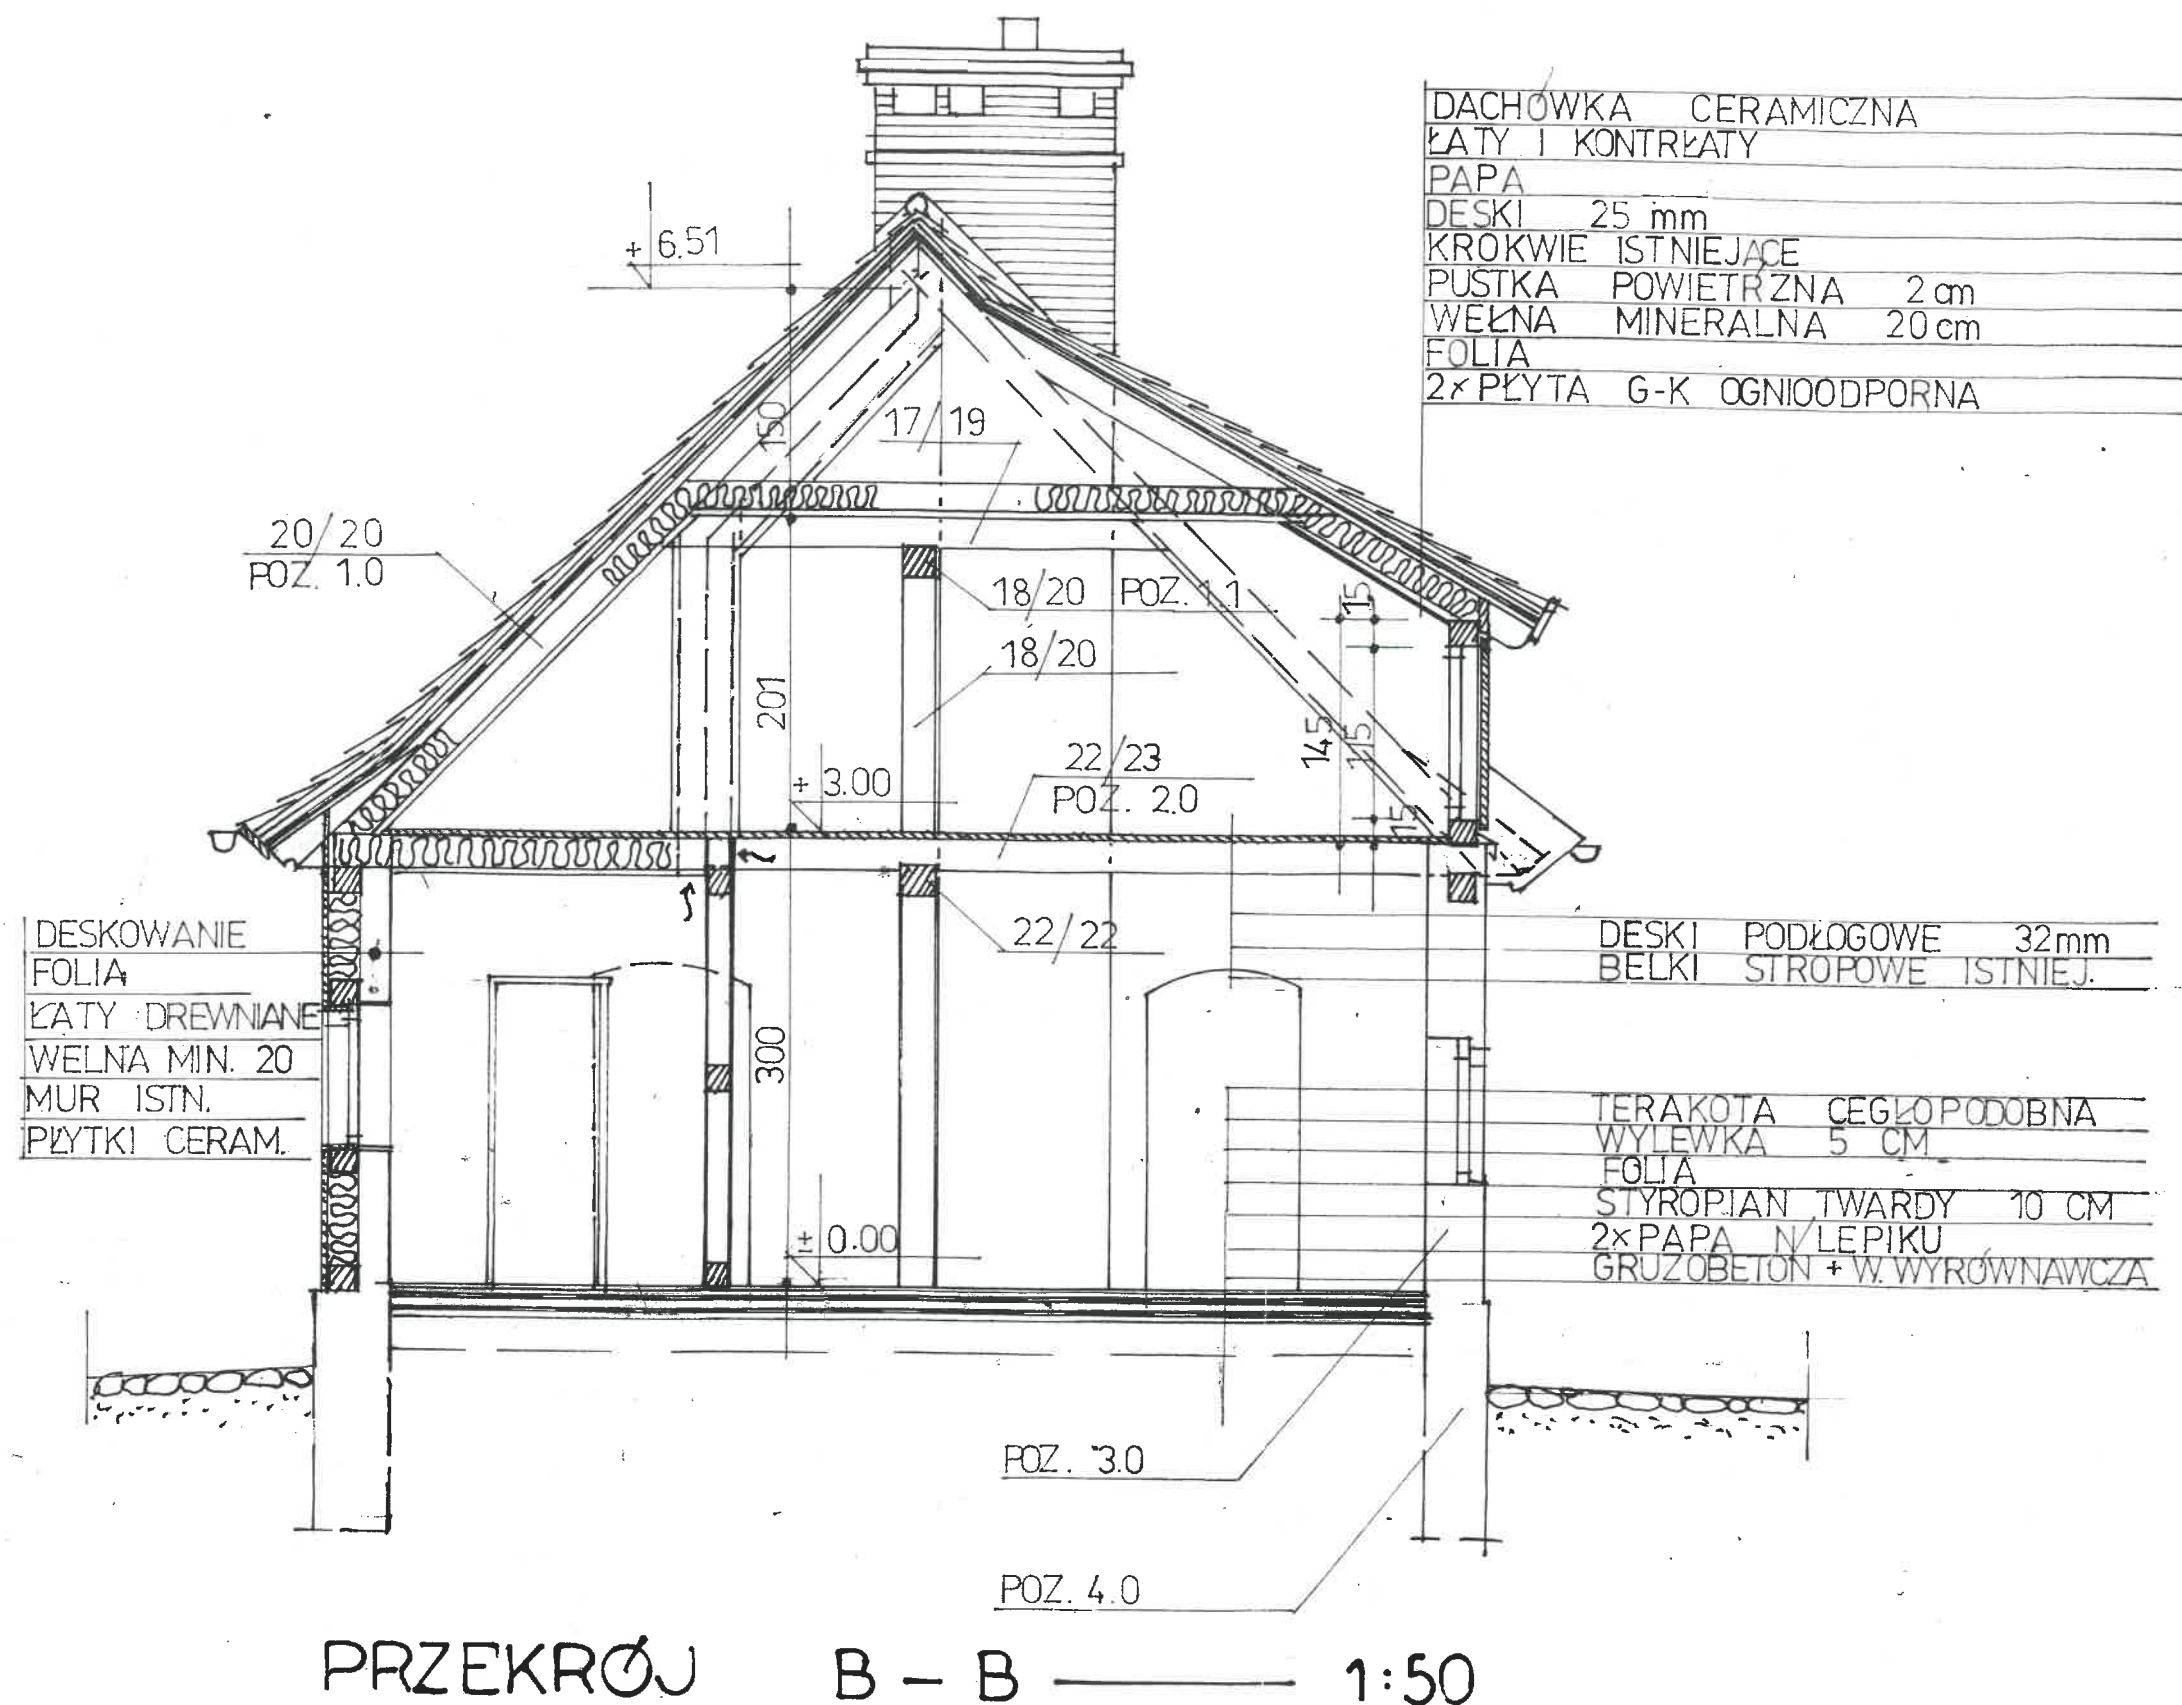 DACHÓWKA CERAMICZNA
ŁATY I KONTRŁATY
PAPA
DESKI 25 mm
KROKWIE ISTNIEJĄCE
PUSTKA POWIETRZNA 2 cm
WEŁNA MINERALNA 20 cm
FOLIA
2x PŁYTA G-K OGNIOODPORNA
+ 6.51
150
17/19
20/20
POZ. 1.0
18/20 POZ. 1.1
18/20
15
201
145
115
15
22/23
POZ. 2.0
+ 3.00
22/22
DESKOWANIE
FOLIA
ŁATY DREWNIANE
WEŁNA MIN. 20
MUR ISTN.
PŁYTKI CERAM.
DESKI PODŁOGOWE 32mm
BELKI STROPOWE ISTNIEJ.
300
± 0.00
TERAKOTA CEGŁOPODOBNA
WYLEWKA 5 CM
FOLIA
STYROPIAN TWARDY 10 CM
2x PAPA N/LEPIKU
GRUZOBETON + W. WYRÓWNAWCZA
POZ. 3.0
POZ. 4.0
PRZEKRÓJ B – B 1:50